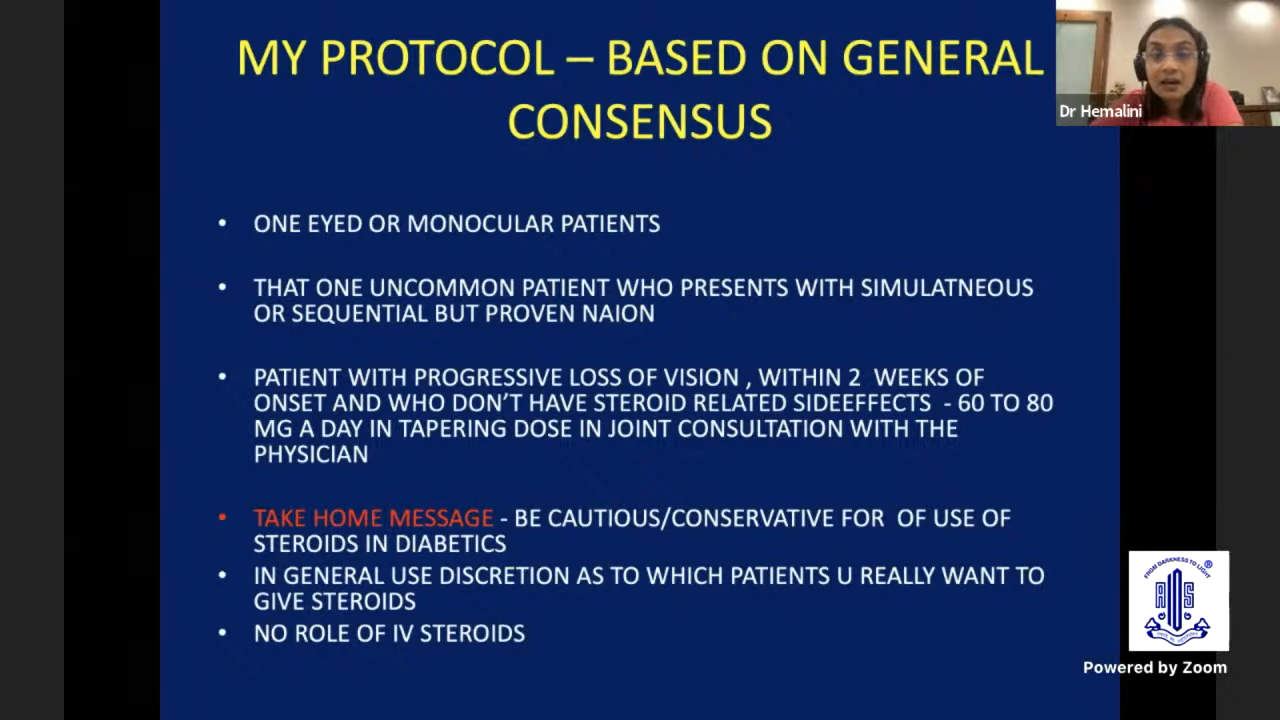 MY PROTOCOL – BASED ON GENERAL
CONSENSUS
Dr Hemalini
• ONE EYED OR MONOCULAR PATIENTS
• THAT ONE UNCOMMON PATIENT WHO PRESENTS WITH SIMULATNEOUS
OR SEQUENTIAL BUT PROVEN NAION
• PATIENT WITH PROGRESSIVE LOSS OF VISION , WITHIN 2 WEEKS OF
ONSET AND WHO DON'T HAVE STEROID RELATED SIDEEFFECTS - 60 TO 80
MG A DAY IN TAPERING DOSE IN JOINT CONSULTATION WITH THE
PHYSICIAN
• TAKE HOME MESSAGE - BE CAUTIOUS/CONSERVATIVE FOR OF USE OF
STEROIDS IN DIABETICS
• IN GENERAL USE DISCRETION AS TO WHICH PATIENTS U REALLY WANT TO
GIVE STEROIDS
• NO ROLE OF IV STEROIDS
FROM DARKNESS TO LIGHT
®
Powered by Zoom